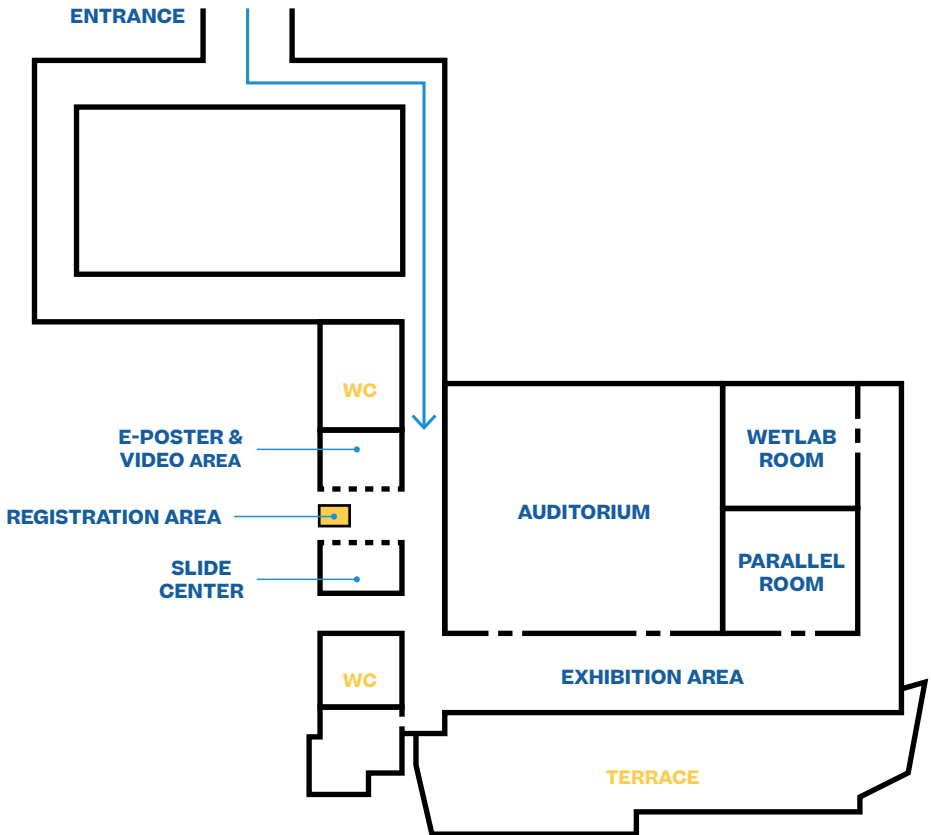 ENTRANCE
WC
E-POSTER &
VIDEO AREA
REGISTRATION AREA
SLIDE
CENTER
WC
AUDITORIUM
WETLAB
ROOM
PARALLEL
ROOM
EXHIBITION AREA
TERRACE